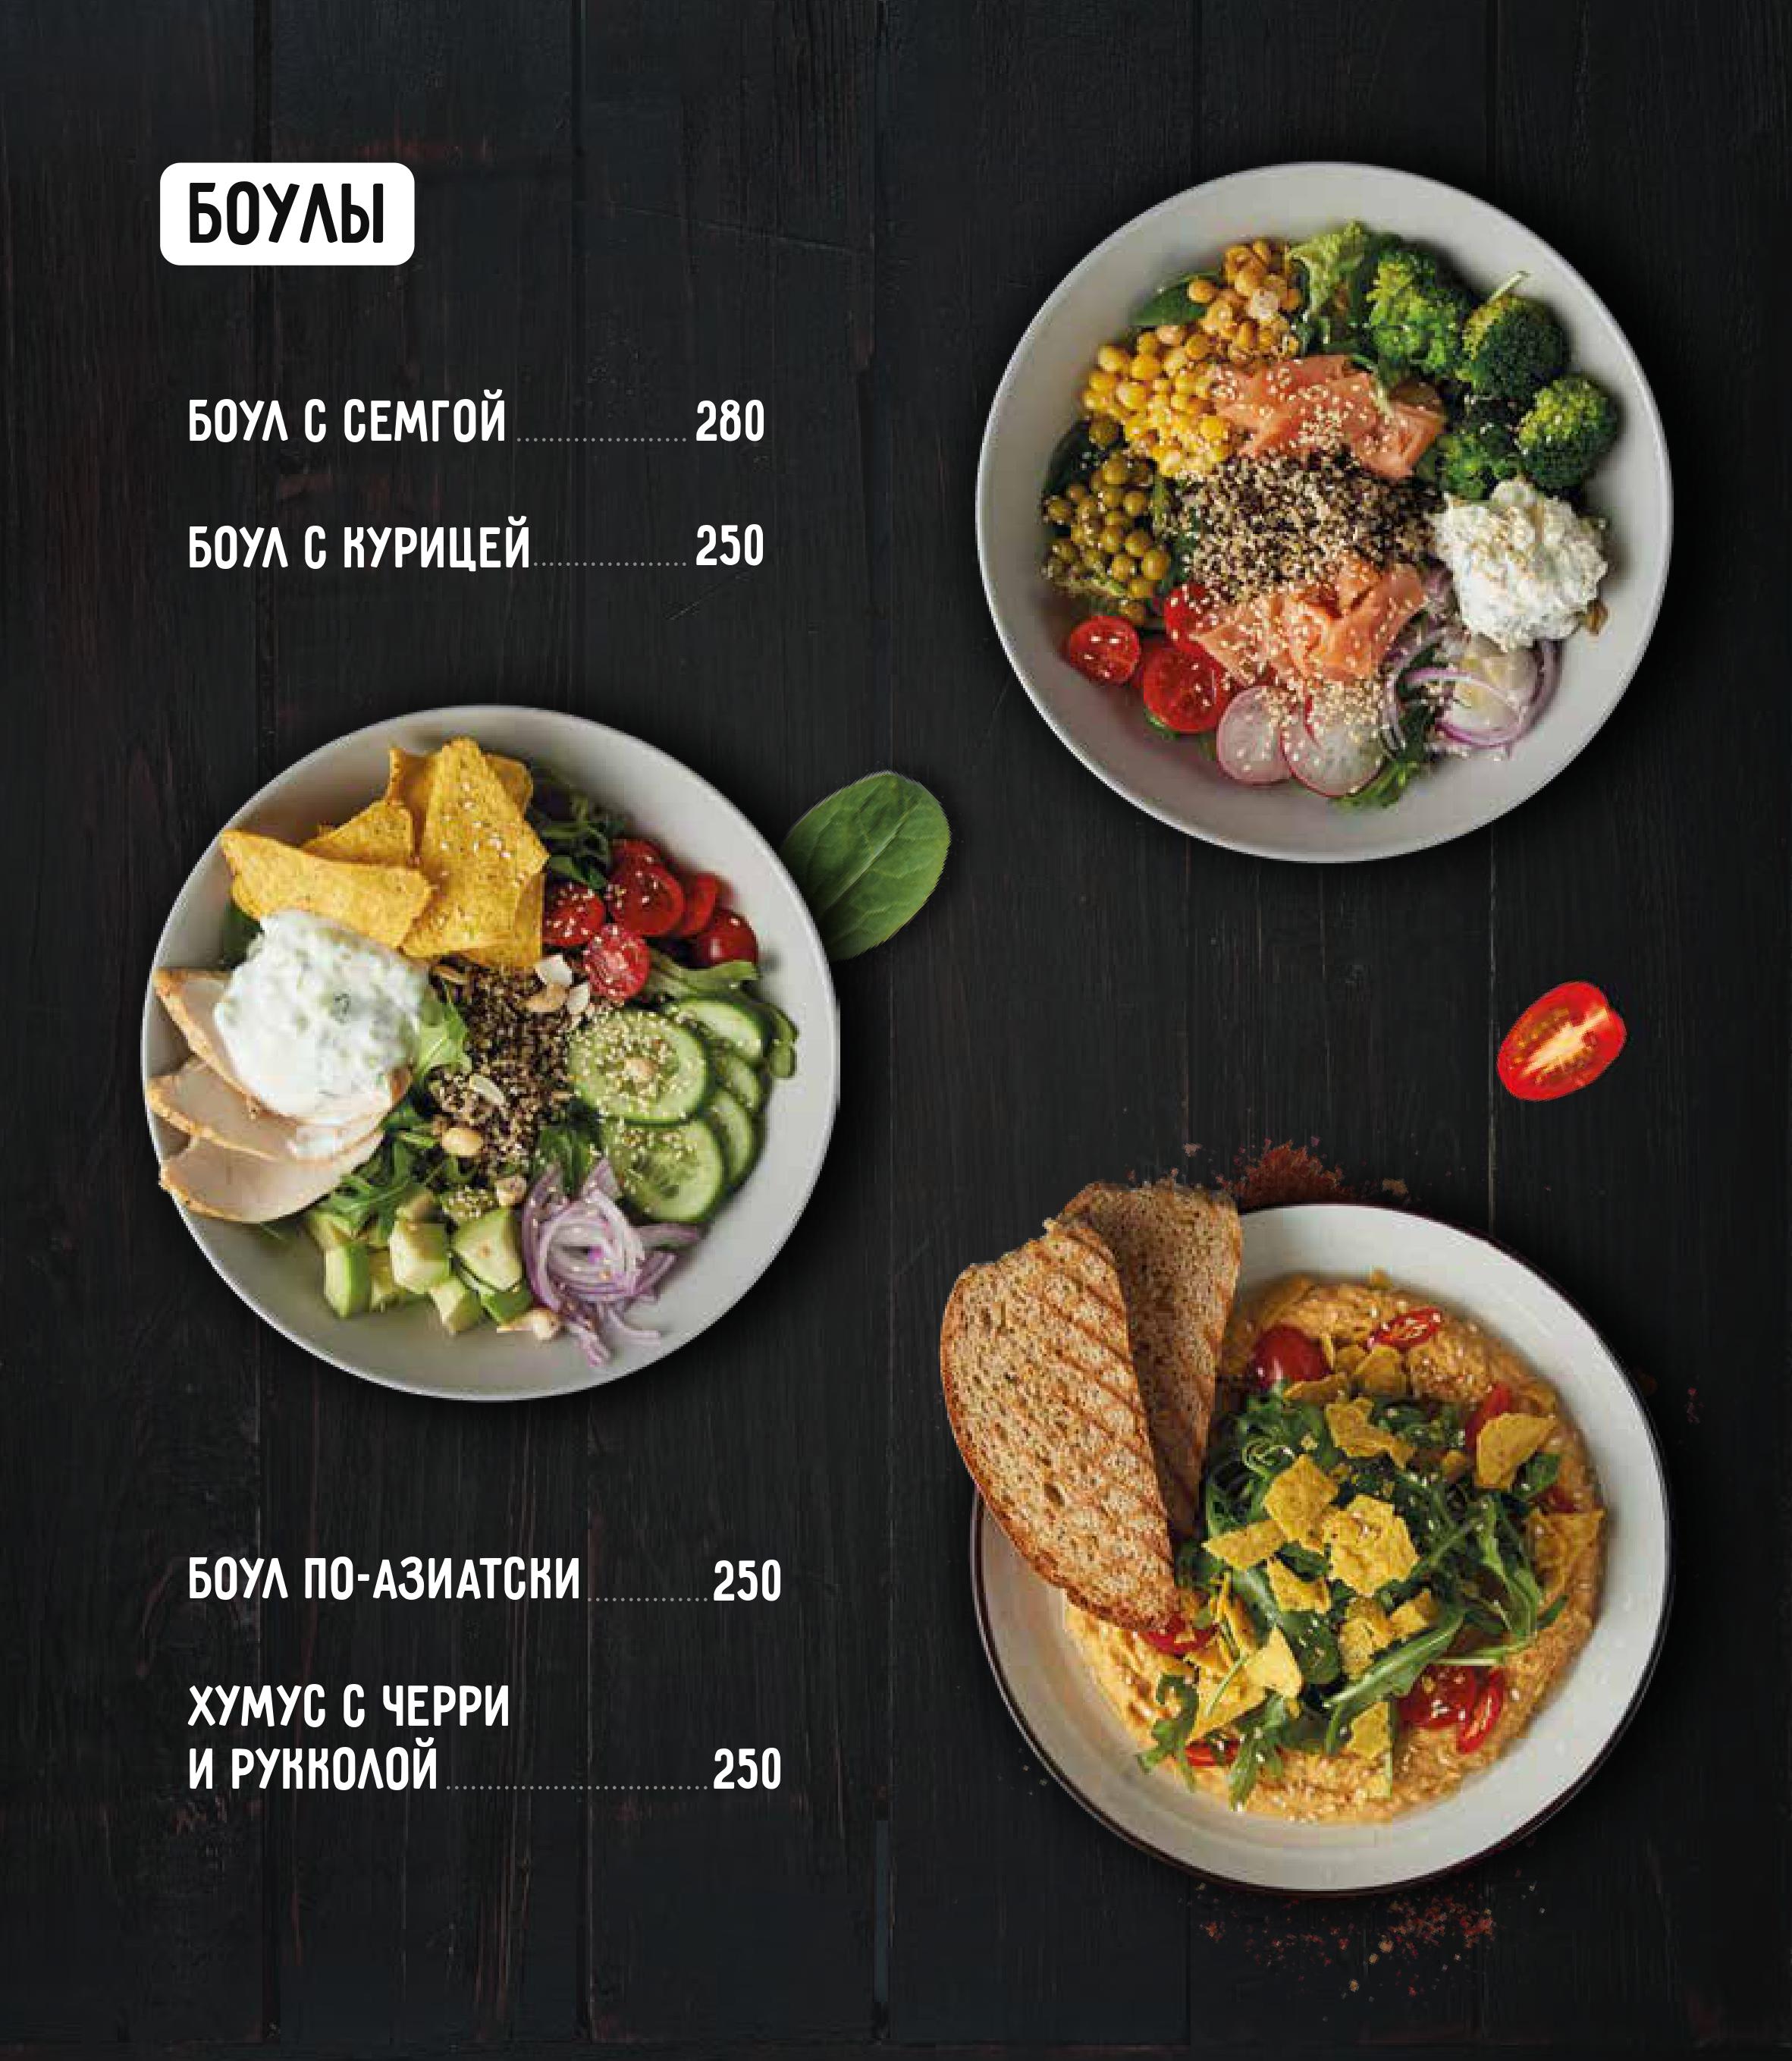 БОУЛЫ
БОУЛ С СЕМГОЙ..................280
БОУЛ С КУРИЦЕЙ................250
БОУЛ ПО-АЗИАТСКИ.............250
ХУМУС С ЧЕРРИ
И РУККОЛОЙ...........................250